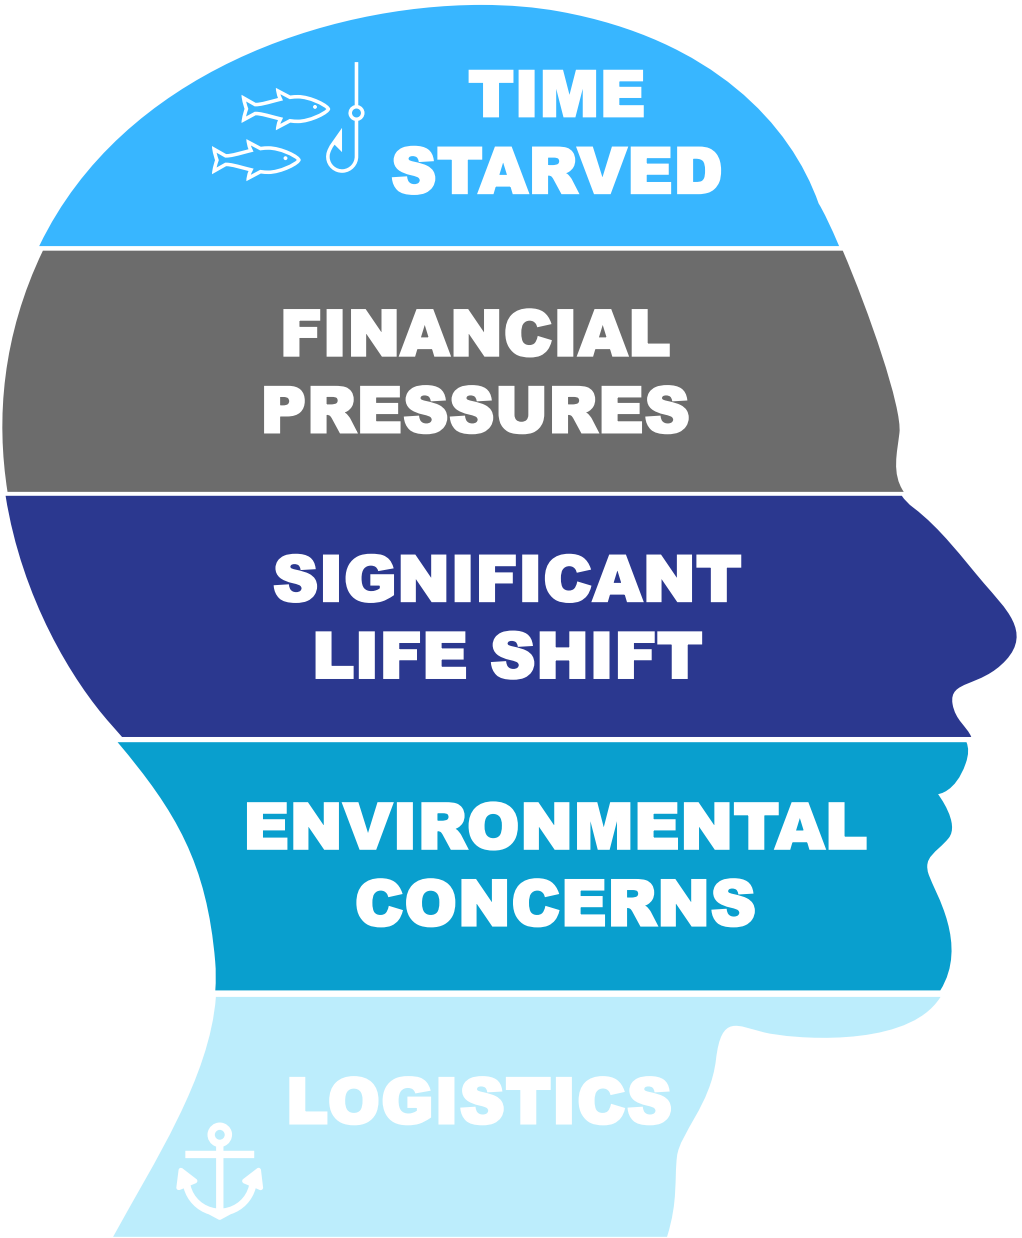 TIME
STARVED
FINANCIAL
PRESSURES
SIGNIFICANT
LIFE SHIFT
ENVIRONMENTAL
CONCERNS
LOGISTICS